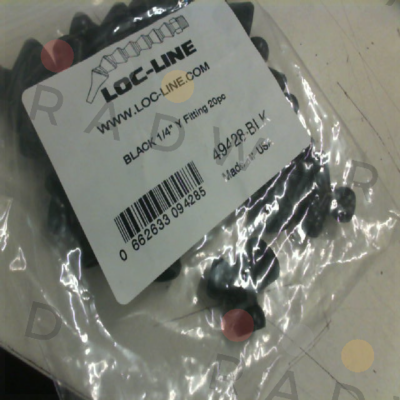 LOC-LINE
WWW.LOC-LINE.COM
BLACK 1/4" Y Fitting 20pc
49428-BLK
Made in USA
0 662633 094285